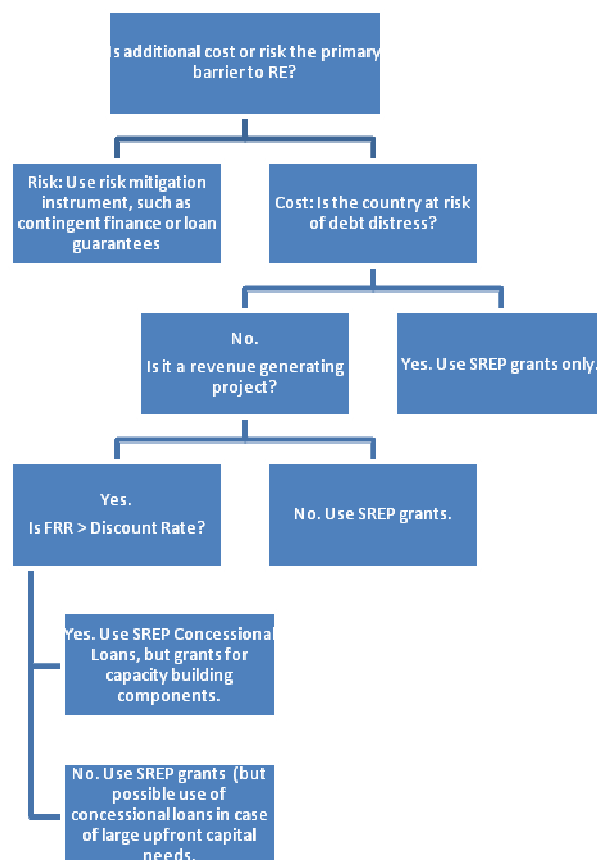 Is additional cost or risk the primary
barrier to RE?
Risk: Use risk mitigation
instrument, such as
contingent finance or loan
guarantees
Cost: Is the country at risk
of debt distress?
No.
Is it a revenue generating
project?
Yes. Use SREP grants only.
Yes.
Is FRR > Discount Rate?
No. Use SREP grants.
Yes. Use SREP Concessional
Loans, but grants for
capacity building
components.
No. Use SREP grants (but
possible use of
concessional loans in case
of large upfront capital
needs.